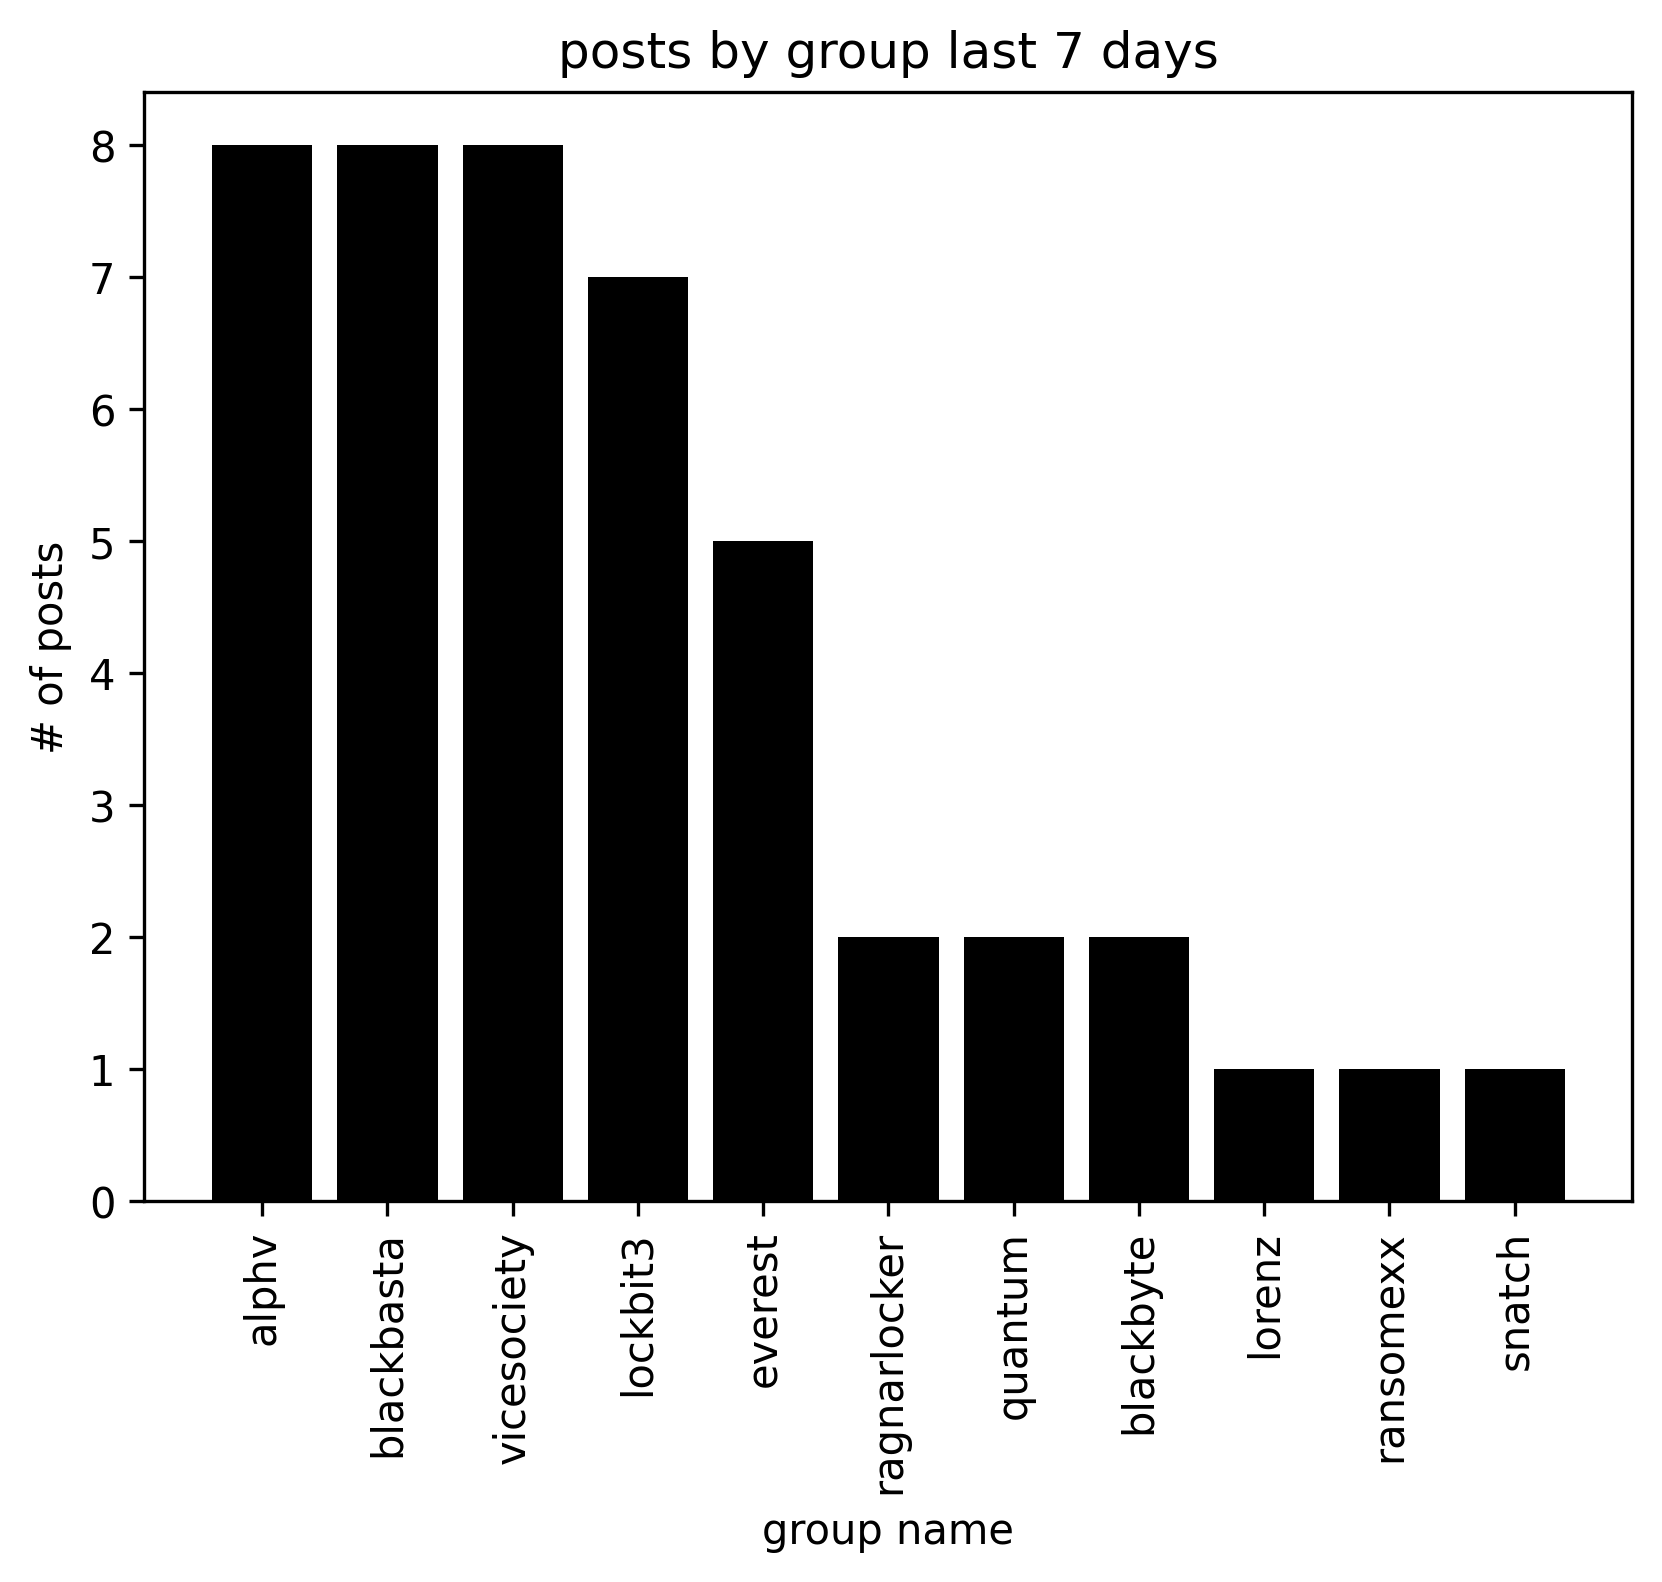 posts by group last 7 days
8
7
6
5
4
3
2
1
0
# of posts
alphv
blackbasta
vicesociety
lockbit3
everest
ragnarlocker
quantum
blackbyte
lorenz
ransomexx
snatch
group name